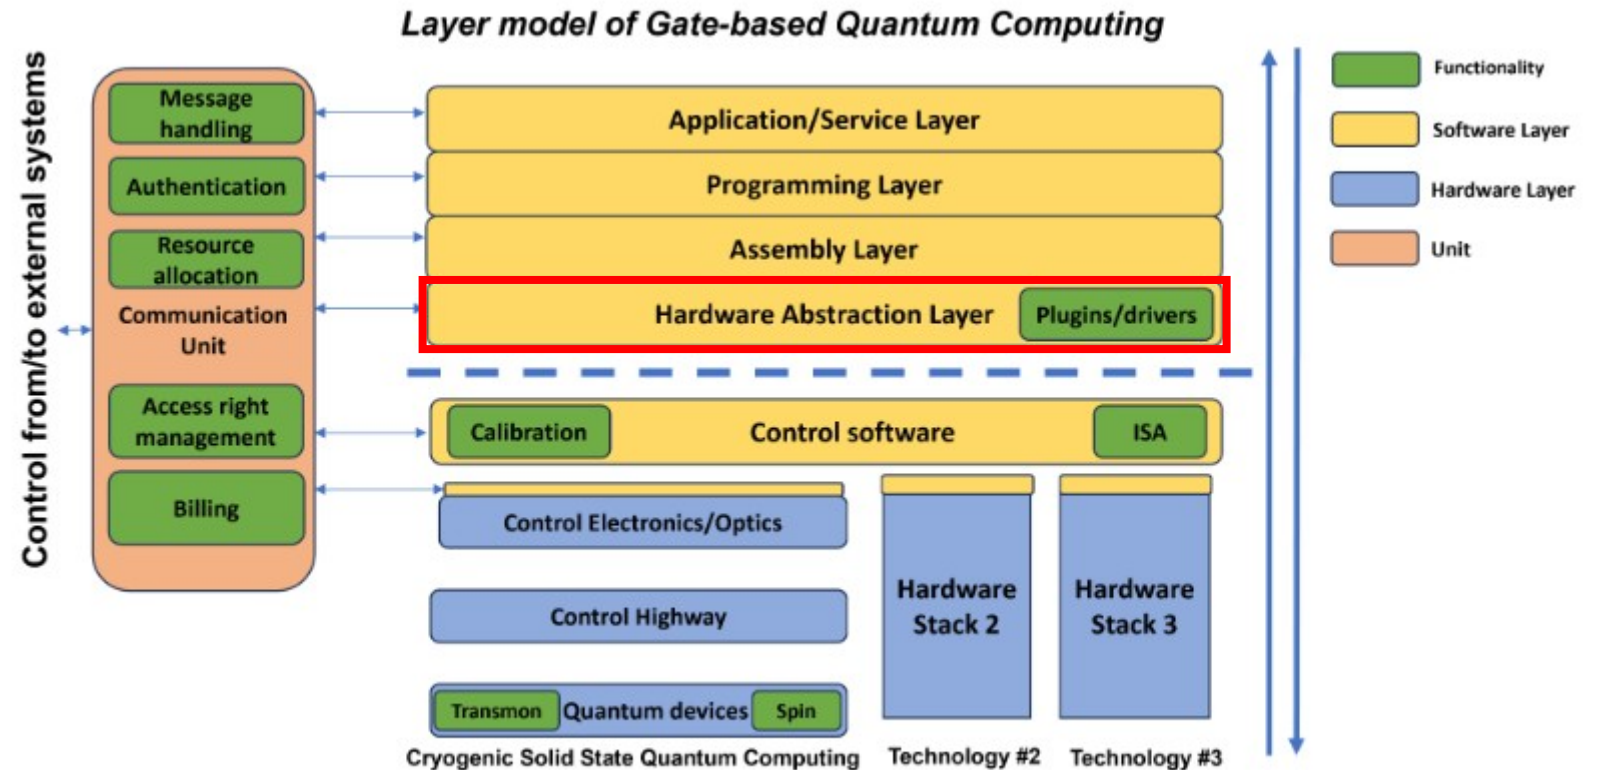 Layer model of Gate-based Quantum Computing
Control from/to external systems
Message
handling
Authentication
Resource
allocation
Communication
Unit
Access right
management
Billing
Application/Service Layer
Programming Layer
Assembly Layer
Hardware Abstraction Layer
Plugins/drivers
Calibration
Control software
ISA
Control Electronics/Optics
Control Highway
Transmon
Quantum devices
Spin
Cryogenic Solid State Quantum Computing
Hardware
Stack 2
Technology #2
Hardware
Stack 3
Technology #3
Functionality
Software Layer
Hardware Layer
Unit